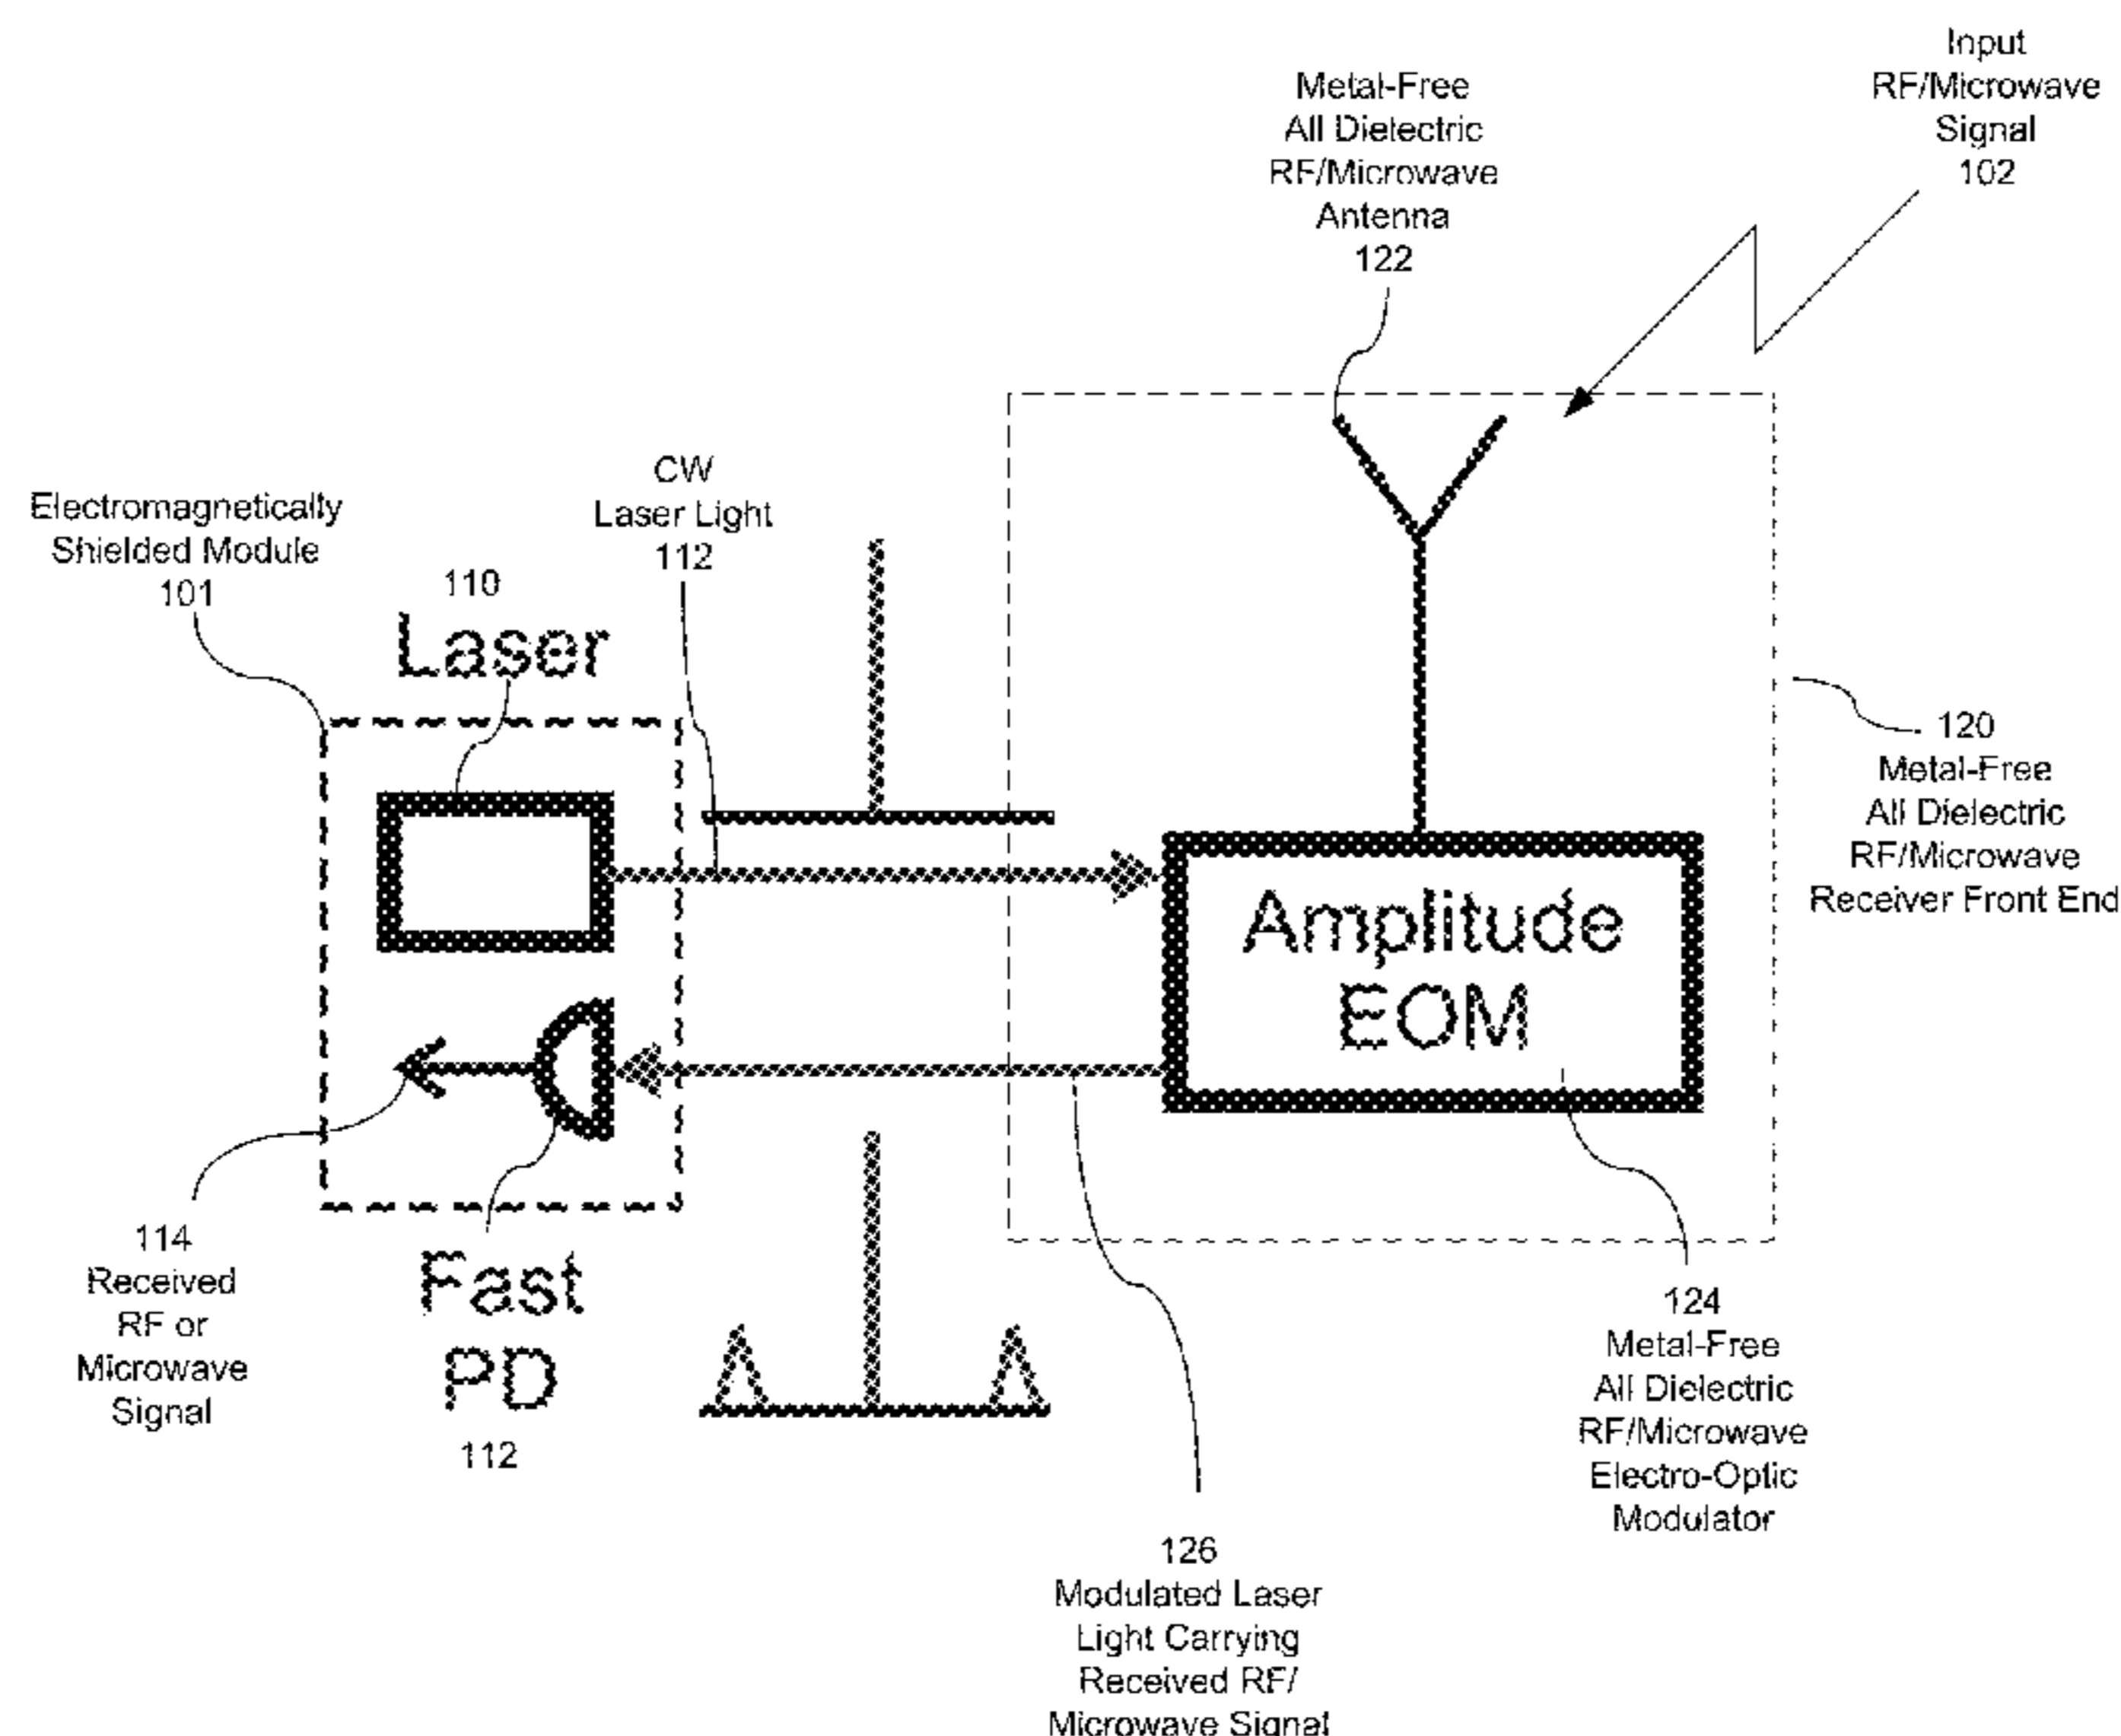 Input
RF/Microwave
Signal
102
Metal-Free
All Dielectric
RF/Microwave
Antenna
122
CW
Laser Light
112
Electromagnetically
Shielded Module
101
110
Laser
120
Metal-Free
All Dielectric
RF/Microwave
Receiver Front End
Amplitude
EOM
114
Received
RF or
Microwave
Signal
Fast
PD
112
124
Metal-Free
All Dielectric
RF/Microwave
Electro-Optic
Modulator
126
Modulated Laser
Light Carrying
Received RF/
Microwave Signal